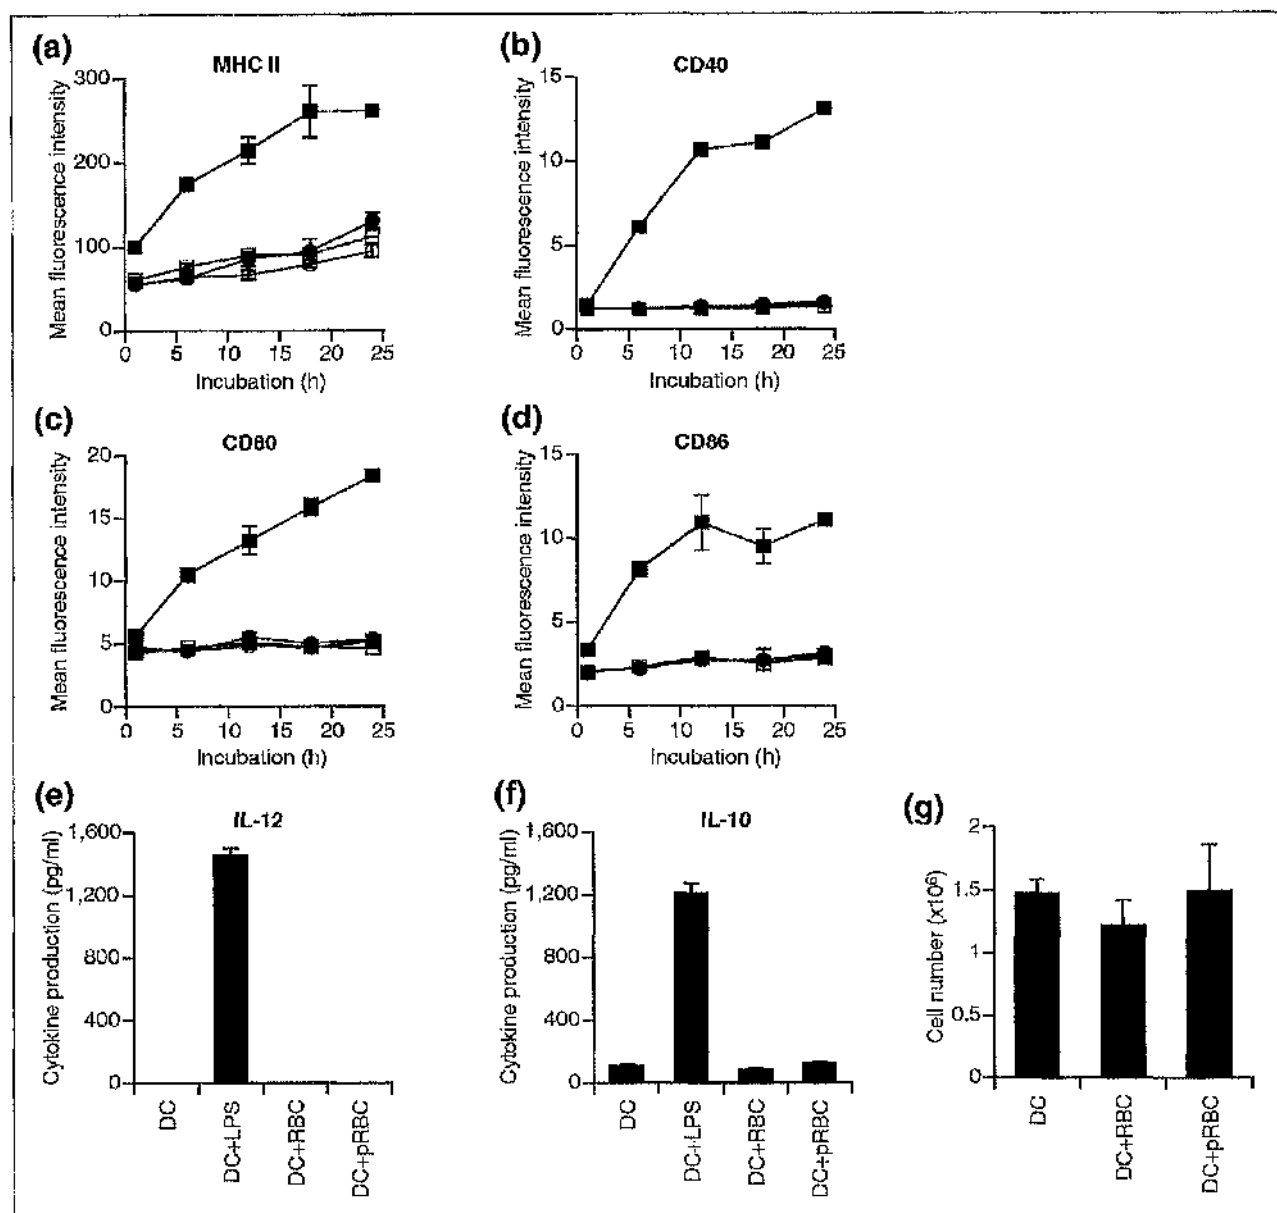 (a)
MHC II
Mean fluorescence intensity
300
200
100
0
0 5 10 15 20 25
Incubation (h)
(b)
CD40
Mean fluorescence intensity
15
10
5
0
0 5 10 15 20 25
Incubation (h)
(c)
CD80
Mean fluorescence intensity
20
15
10
5
0
0 5 10 15 20 25
Incubation (h)
(d)
CD86
Mean fluorescence intensity
15
10
5
0
0 5 10 15 20 25
Incubation (h)
(e)
IL-12
Cytokine production (pg/ml)
1,600
1,200
800
400
0
DC
DC+LPS
DC+RBC
DC+pRBC
(f)
IL-10
Cytokine production (pg/ml)
1,600
1,200
800
400
0
DC
DC+LPS
DC+RBC
DC+pRBC
(g)
Cell number (x10⁶)
2
1.5
1
0.5
0
DC
DC+RBC
DC+pRBC